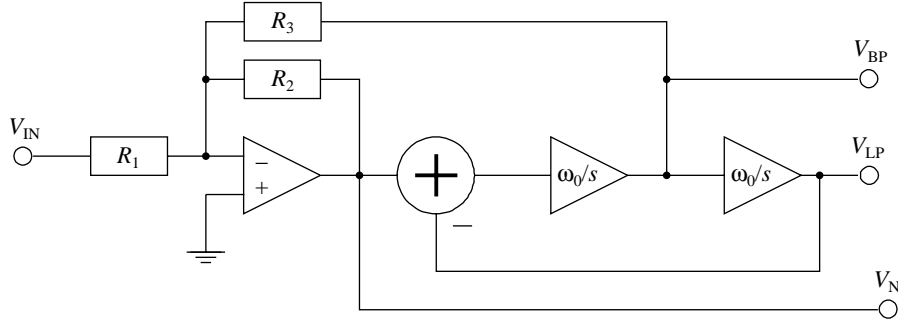 R3
VBP
R2
VIN
VLP
R1
−
+
+
ω0/s
ω0/s
−
VN